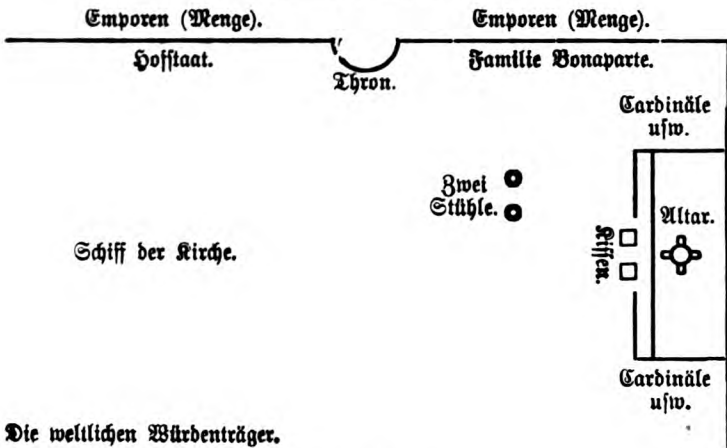 Emporen (Menge).
Emporen (Menge).
Hofstaat.
Thron.
Familie Bonaparte.
Cardinäle
usw.
Zwei
Stühle.
Altar.
Kissen.
Schiff der Kirche.
Cardinäle
usw.
Die weltlichen Würdenträger.